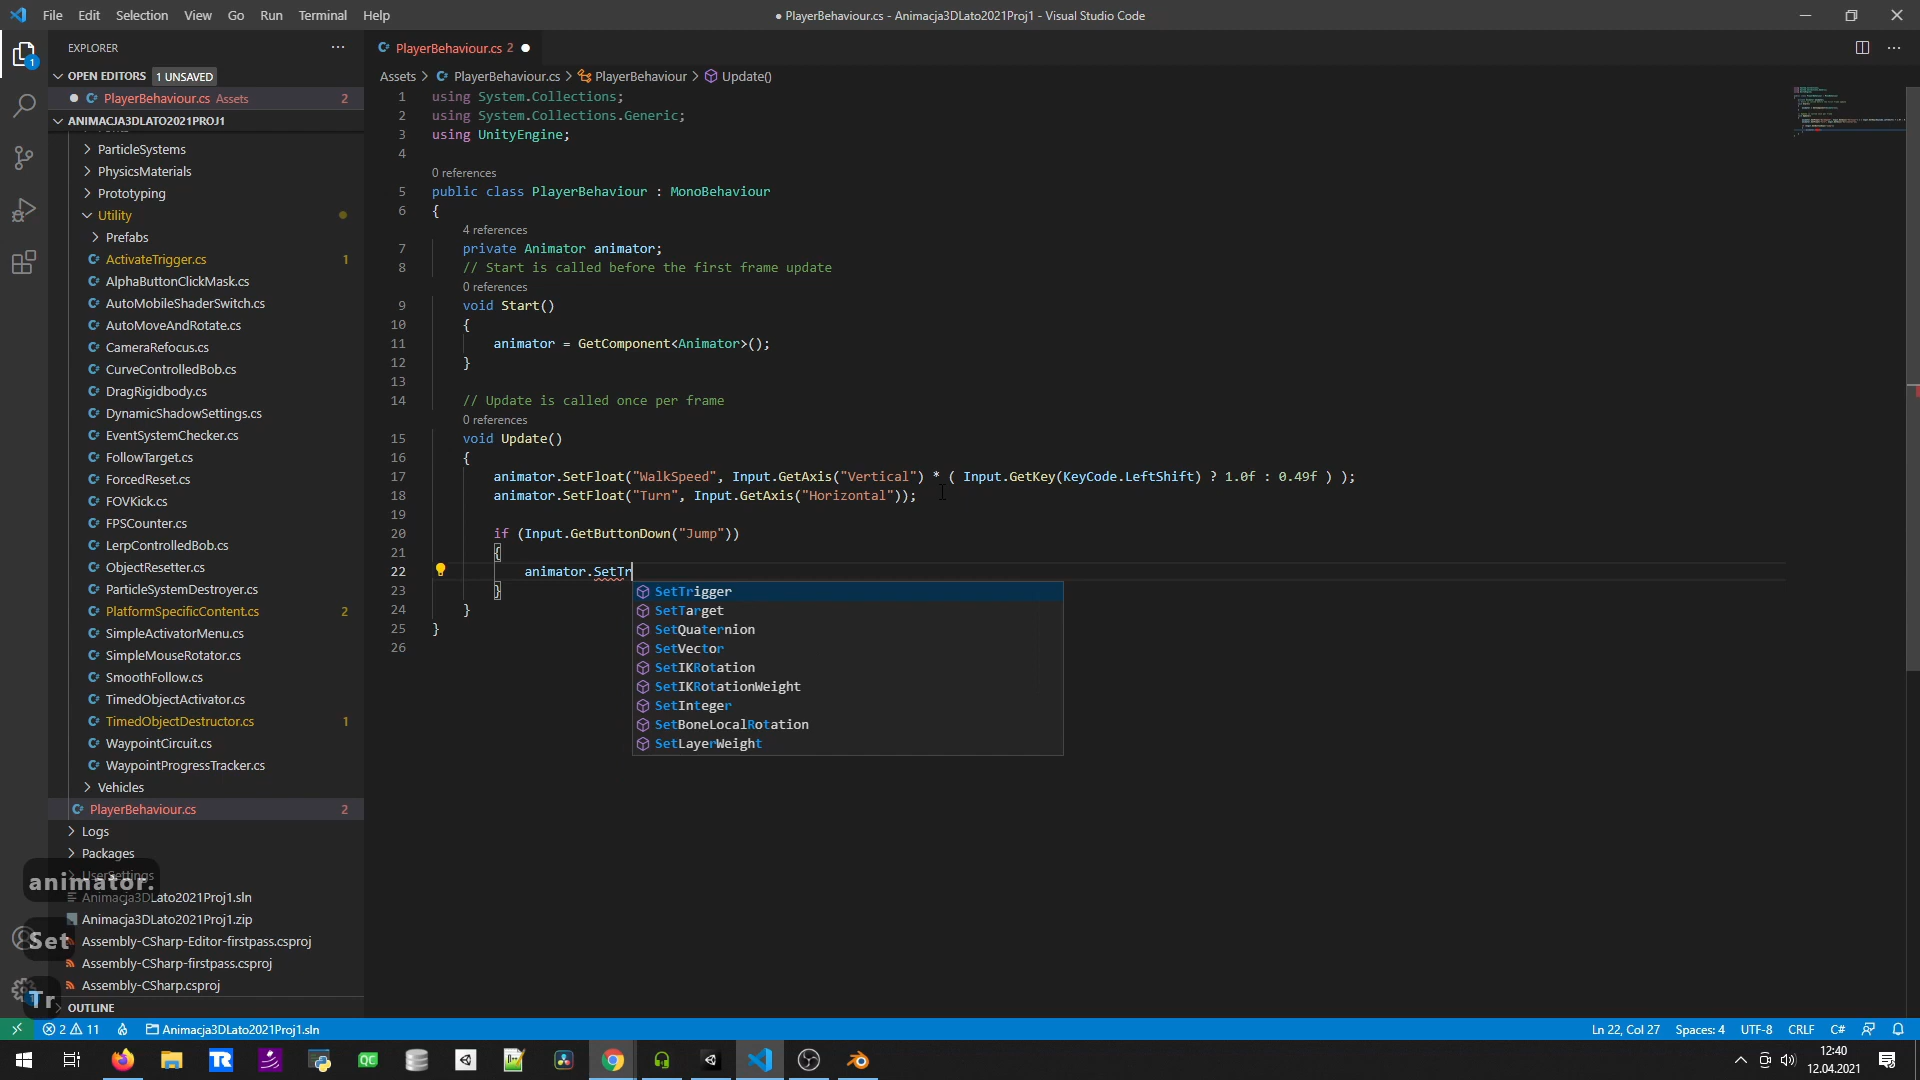 File Edit Selection View Go Run Terminal Help
● PlayerBehaviour.cs - Animacja3DLato2021Proj1 - Visual Studio Code
EXPLORER
OPEN EDITORS 1 UNSAVED
PlayerBehaviour.cs Assets 2
ANIMACJA3DLATO2021PROJ1
ParticleSystems
PhysicsMaterials
Prototyping
Utility
Prefabs
ActivateTrigger.cs 1
AlphaButtonClickMask.cs
AutoMobileShaderSwitch.cs
AutoMoveAndRotate.cs
CameraRefocus.cs
CurveControlledBob.cs
DragRigidbody.cs
DynamicShadowSettings.cs
EventSystemChecker.cs
FollowTarget.cs
ForcedReset.cs
FOVKick.cs
FPSCounter.cs
LerpControlledBob.cs
ObjectResetter.cs
ParticleSystemDestroyer.cs
PlatformSpecificContent.cs 2
SimpleActivatorMenu.cs
SimpleMouseRotator.cs
SmoothFollow.cs
TimedObjectActivator.cs
TimedObjectDestructor.cs 1
WaypointCircuit.cs
WaypointProgressTracker.cs
Vehicles
PlayerBehaviour.cs 2
Logs
Packages
UserSettings
Animacja3DLato2021Proj1.sln
Animacja3DLato2021Proj1.zip
Assembly-CSharp-Editor-firstpass.csproj
Assembly-CSharp-firstpass.csproj
Assembly-CSharp.csproj
OUTLINE
animator.
Set
Tr
PlayerBehaviour.cs 2
Assets > PlayerBehaviour.cs > PlayerBehaviour > Update()
1 using System.Collections;
2 using System.Collections.Generic;
3 using UnityEngine;
4
0 references
5 public class PlayerBehaviour : MonoBehaviour
6 {
4 references
7 private Animator animator;
8 // Start is called before the first frame update
0 references
9 void Start()
10 {
11 animator = GetComponent<Animator>();
12 }
13
14 // Update is called once per frame
0 references
15 void Update()
16 {
17 animator.SetFloat("WalkSpeed", Input.GetAxis("Vertical") * ( Input.GetKey(KeyCode.LeftShift) ? 1.0f : 0.49f ) );
18 animator.SetFloat("Turn", Input.GetAxis("Horizontal"));
19
20 if (Input.GetButtonDown("Jump"))
21 {
22 animator.SetTr
23 }
24 }
25 }
26
SetTrigger
SetTarget
SetQuaternion
SetVector
SetIKRotation
SetIKRotationWeight
SetInteger
SetBoneLocalRotation
SetLayerWeight
2 11 Animacja3DLato2021Proj1.sln
Ln 22, Col 27 Spaces: 4 UTF-8 CRLF C#
12:40
12.04.2021